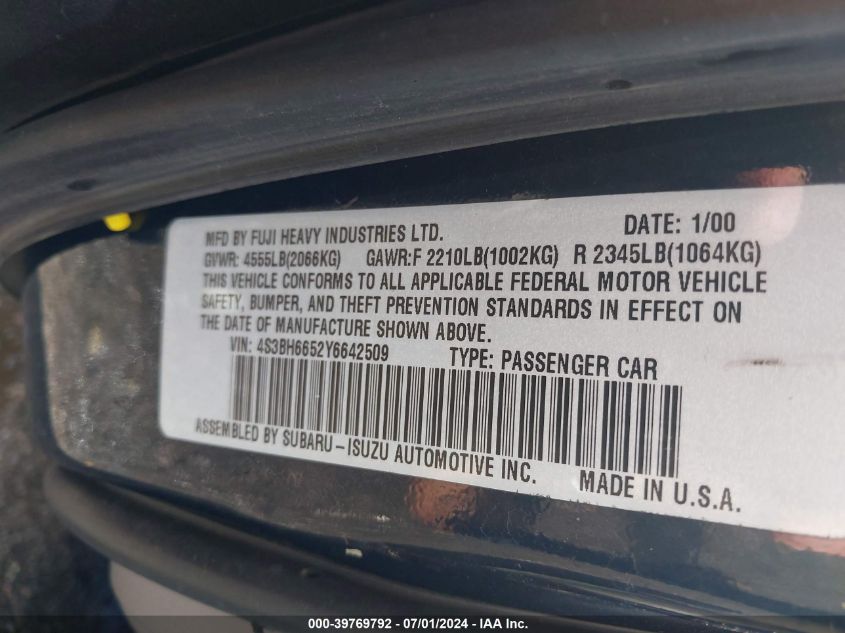 MFD BY FUJI HEAVY INDUSTRIES LTD. DATE: 1/00
GVWR: 4555LB(2066KG) GAWR:F 2210LB(1002KG) R 2345LB(1064KG)
THIS VEHICLE CONFORMS TO ALL APPLICABLE FEDERAL MOTOR VEHICLE
SAFETY, BUMPER, AND THEFT PREVENTION STANDARDS IN EFFECT ON
THE DATE OF MANUFACTURE SHOWN ABOVE.
VIN: 4S3BH6652Y6642509 TYPE: PASSENGER CAR
ASSEMBLED BY SUBARU-ISUZU AUTOMOTIVE INC. MADE IN U.S.A.
000-39769792 - 07/01/2024 - IAA Inc.